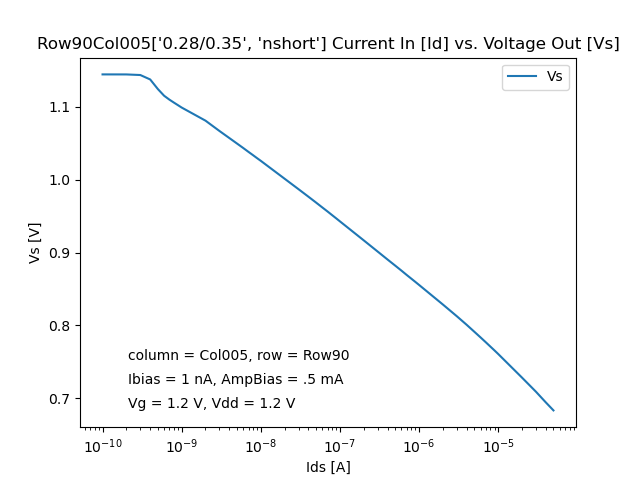 Row90Col005['0.28/0.35', 'nshort'] Current In [Id] vs. Voltage Out [Vs]
Vs
1.1
1.0
0.9
0.8
0.7
Vs [V]
column = Col005, row = Row90
Ibias = 1 nA, AmpBias = .5 mA
Vg = 1.2 V, Vdd = 1.2 V
10⁻¹⁰ 10⁻⁹ 10⁻⁸ 10⁻⁷ 10⁻⁶ 10⁻⁵
Ids [A]